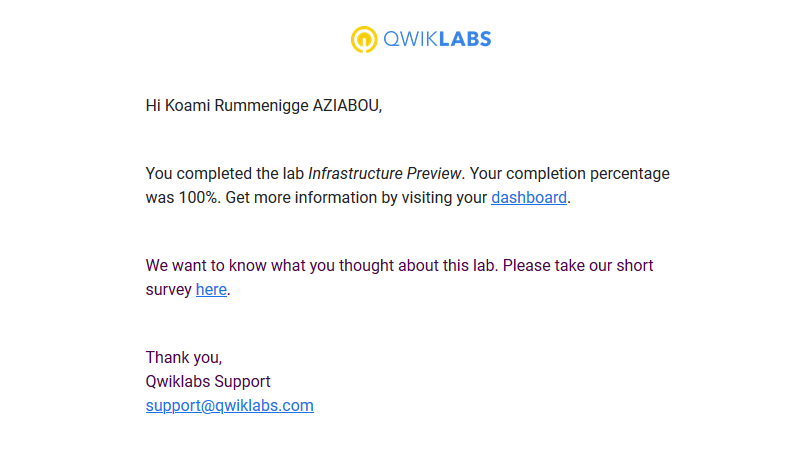 QWIKLABS
Hi Koami Rummenigge AZIABOU,
You completed the lab Infrastructure Preview. Your completion percentage
was 100%. Get more information by visiting your dashboard.
We want to know what you thought about this lab. Please take our short
survey here.
Thank you,
Qwiklabs Support
support@qwiklabs.com